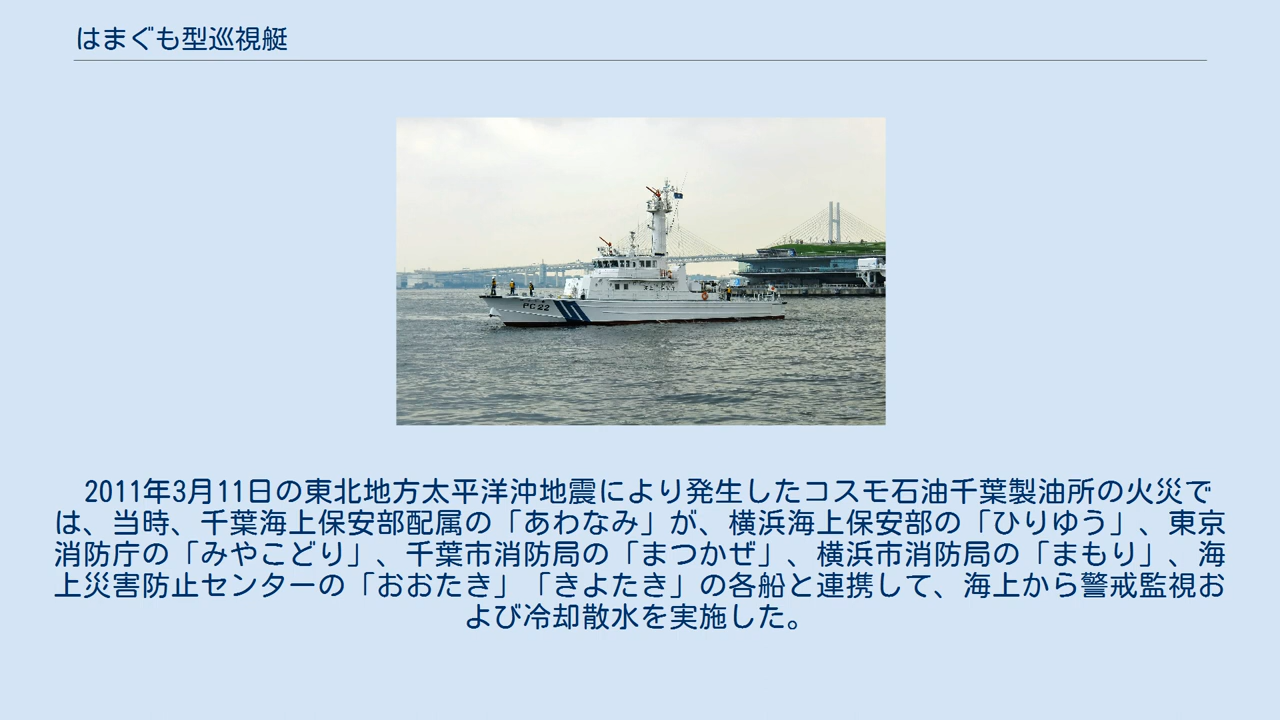 はまぐも型巡視艇
PC 22
2011年3月11日の東北地方太平洋沖地震により発生したコスモ石油千葉製油所の火災で
は、当時、千葉海上保安部配属の「あわなみ」が、横浜海上保安部の「ひりゆう」、東京
消防庁の「みやこどり」、千葉市消防局の「まつかぜ」、横浜市消防局の「まもり」、海
上災害防止センターの「おおたき」「きよたき」の各船と連携して、海上から警戒監視お
よび冷却散水を実施した。